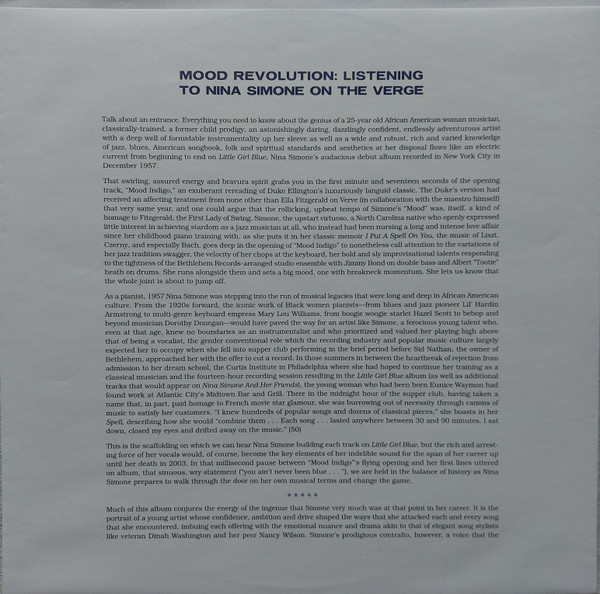 MOOD REVOLUTION: LISTENING
TO NINA SIMONE ON THE VERGE
Talk about an entrance. Everything you need to know about the genius of a 25-year old African American woman musician,
classically-trained, a former child prodigy, an astonishingly daring, dazzlingly confident, endlessly adventurous artist
with a deep well of formidable instrumentality up her sleeve as well as a wide and robust, rich and varied knowledge
of jazz, blues, American songbook, folk and spiritual standards and aesthetics at her disposal flows like an electric
current from beginning to end on Little Girl Blue, Nina Simone's audacious debut album recorded in New York City in
December 1957.
That swirling, assured energy and bravura spirit grabs you in the first minute and seventeen seconds of the opening
track, "Mood Indigo," an exuberant rereading of Duke Ellington's luxuriously languid classic. The Duke's version had
received an affecting treatment from none other than Ella Fitzgerald on Verve (in collaboration with the maestro himself)
that very same year, and one could argue that the rollicking, upbeat tempo of Simone's "Mood" was, itself, a kind of
homage to Fitzgerald, the First Lady of Swing. Simone, the upstart virtuoso, a North Carolina native who openly expressed
little interest in achieving stardom as a jazz musician at all, who instead had been nursing a long and intense love affair
since her childhood piano training with, as she puts it in her classic memoir I Put A Spell On You, the music of Liszt,
Czerny, and especially Bach, goes deep in the opening of "Mood Indigo" to nonetheless call attention to the variations of
her jazz tradition swagger, the velocity of her chops at the keyboard, her bold and sly improvisational talents responding
to the tightness of the Bethlehem Records-arranged studio ensemble with Jimmy Bond on double bass and Albert "Tootie"
heath on drums. She runs alongside them and sets a big mood, one with breakneck momentum. She lets us know that
the whole joint is about to jump off.
As a pianist, 1957 Nina Simone was stepping into the run of musical legacies that were long and deep in African American
culture. From the 1920s forward, the iconic work of Black women pianists—from blues and jazz pioneer Lil' Hardin
Armstrong to multi-genre keyboard empress Mary Lou Williams, from boogie woogie starlet Hazel Scott to bebop and
beyond musician Dorothy Donegan—would have paved the way for an artist like Simone, a ferocious young talent who,
even at that age, knew no boundaries as an instrumentalist and who prioritized and valued her playing high above
that of being a vocalist, the gender conventional role which the recording industry and popular music culture largely
expected her to occupy when she fell into supper club performing in the brief period before Sid Nathan, the owner of
Bethlehem, approached her with the offer to cut a record. In those summers in between the heartbreak of rejection from
admission to her dream school, the Curtis Institute in Philadelphia where she had hoped to continue her training as a
classical musician and the fourteen-hour recording session resulting in the Little Girl Blue album (as well as additional
tracks that would appear on Nina Simone And Her Friends), the young woman who had been born Eunice Waymon had
found work at Atlantic City's Midtown Bar and Grill. There in the midnight hour of the supper club, having taken a
name that, in part, paid homage to French movie star glamour, she was burrowing out of necessity through canons of
music to satisfy her customers. "I knew hundreds of popular songs and dozens of classical pieces," she boasts in her
Spell, describing how she would "combine them . . . Each song . . . lasted anywhere between 30 and 90 minutes. I sat
down, closed my eyes and drifted away on the music." [50]
This is the scaffolding on which we can hear Nina Simone building each track on Little Girl Blue, but the rich and arrest-
ing force of her vocals would, of course, become the key elements of her indelible sound for the span of her career up
until her death in 2003. In that millisecond pause between "Mood Indigo"'s flying opening and her first lines uttered
on album, that sinuous, wry statement ["you ain't never been blue . . . "], we are held in the balance of history as Nina
Simone prepares to walk through the door on her own musical terms and change the game.
* * * * *
Much of this album conjures the energy of the ingenue that Simone very much was at that point in her career. It is the
portrait of a young artist whose confidence, ambition and drive shaped the ways that she attacked each and every song
that she encountered, imbuing each offering with the emotional nuance and drama akin to that of elegant song stylists
like veteran Dinah Washington and her peer Nancy Wilson. Simone's prodigious contralto, however, a voice that the